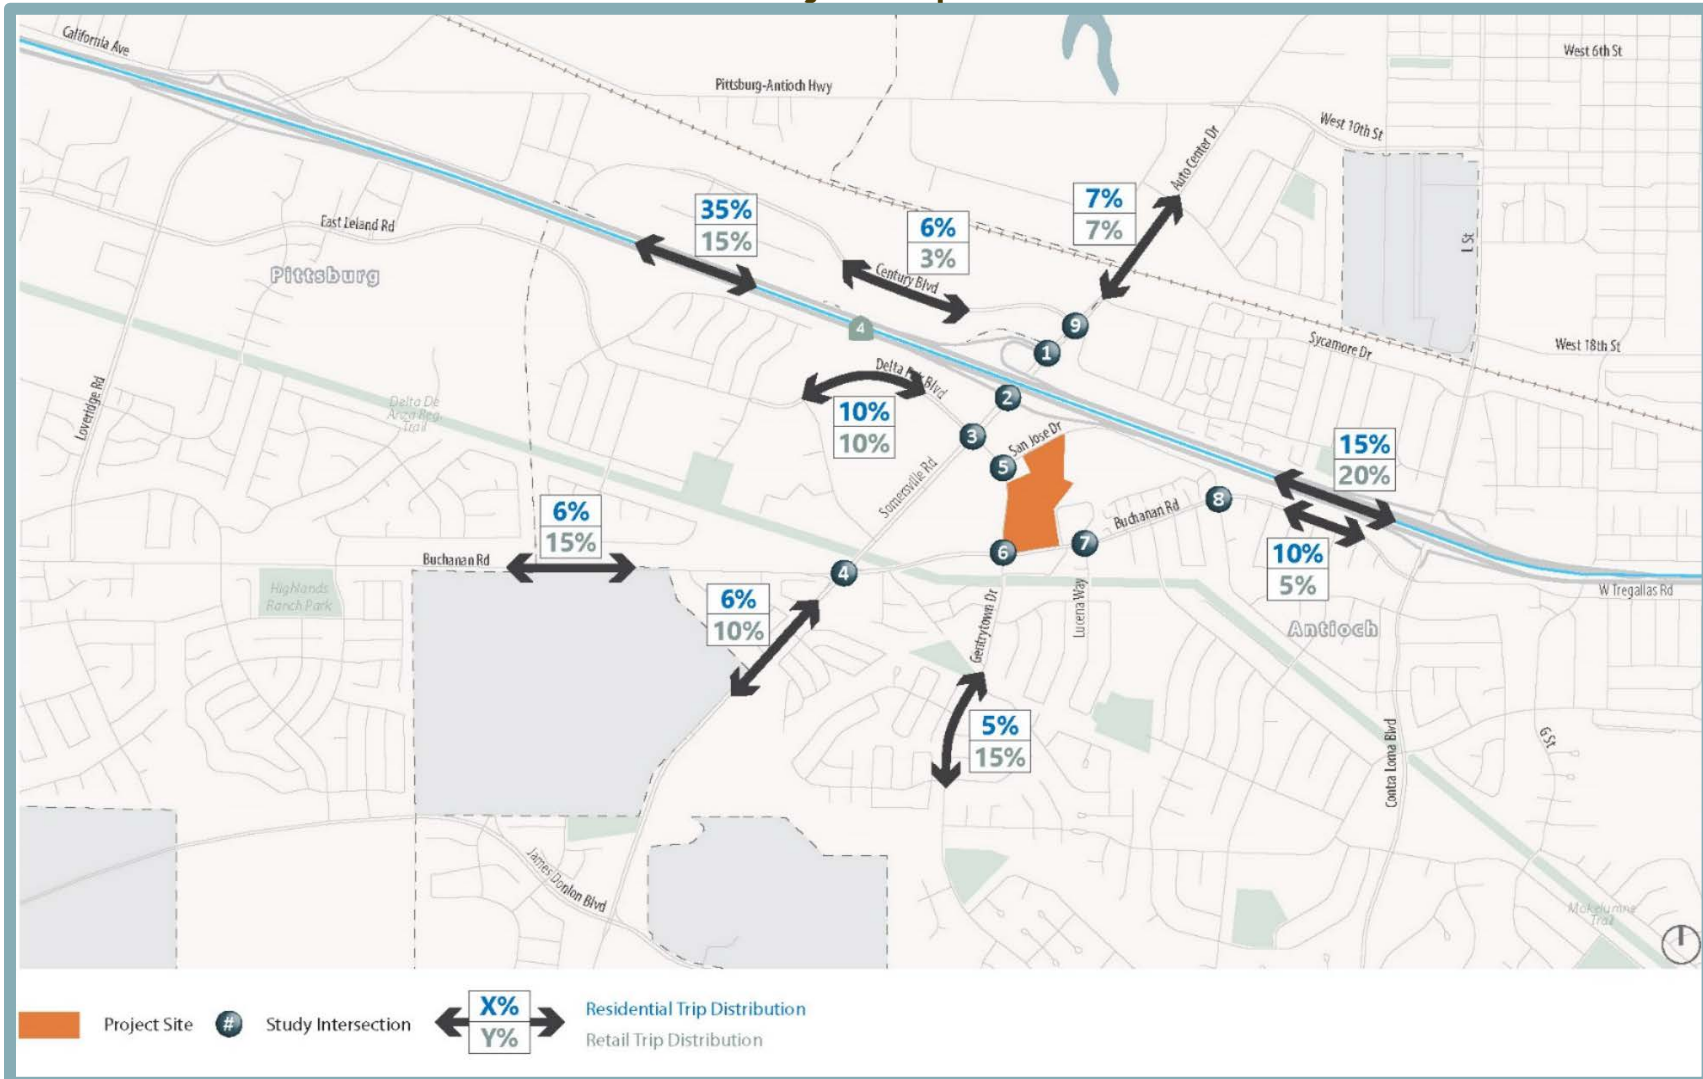 California Ave
West 6th St
Pittsburg-Antioch Hwy
West 10th St
Auto Center Dr
35%
15%
7%
7%
6%
3%
East Leland Rd
L St
Pittsburg
Century Blvd
9
4
1
Sycamore Dr
West 18th St
Delta
Blvd
2
Loveridge Rd
Delta De
Anza Reg.
Trail
10%
10%
3
San Jose Dr
5
15%
20%
Somersville Rd
8
6%
15%
Buchanan Rd
Buchanan Rd
6
7
10%
5%
4
Highlands
Ranch Park
W Tregallas Rd
6%
10%
Gentrytown Dr
Lucena Way
Antioch
5%
15%
Contra Loma Blvd
G St
James Donlon Blvd
Mokelumne
Trail
Project Site
#
Study Intersection
X%
Y%
Residential Trip Distribution
Retail Trip Distribution